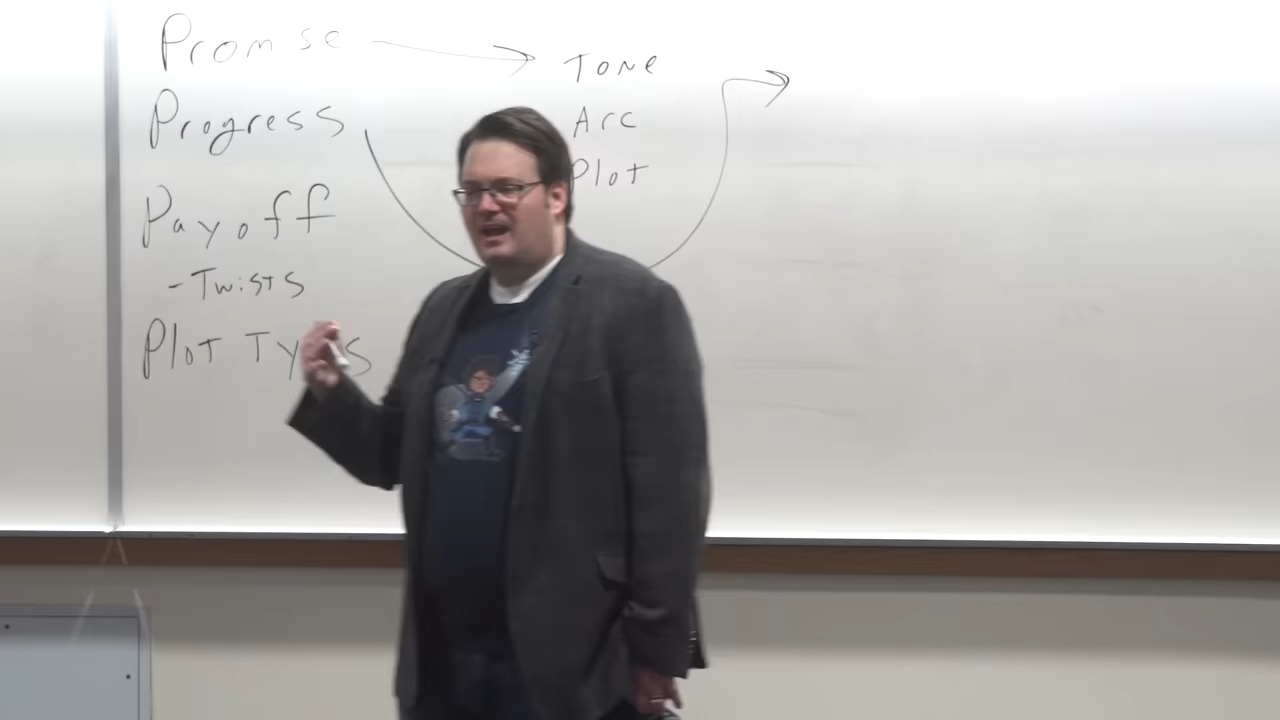 Promise
Progress
Payoff
- Twists
Plot
Tone
Arc
Plot